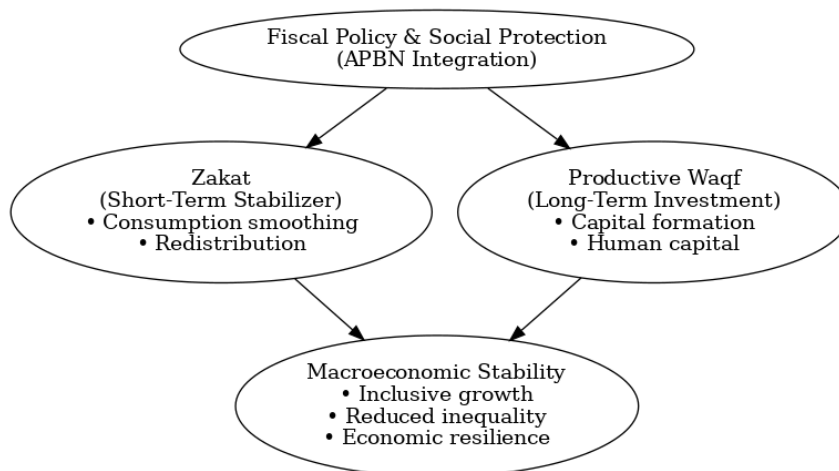 Fiscal Policy & Social Protection
(APBN Integration)
Zakat
(Short-Term Stabilizer)
• Consumption smoothing
• Redistribution
Productive Waqf
(Long-Term Investment)
• Capital formation
• Human capital
Macroeconomic Stability
• Inclusive growth
• Reduced inequality
• Economic resilience